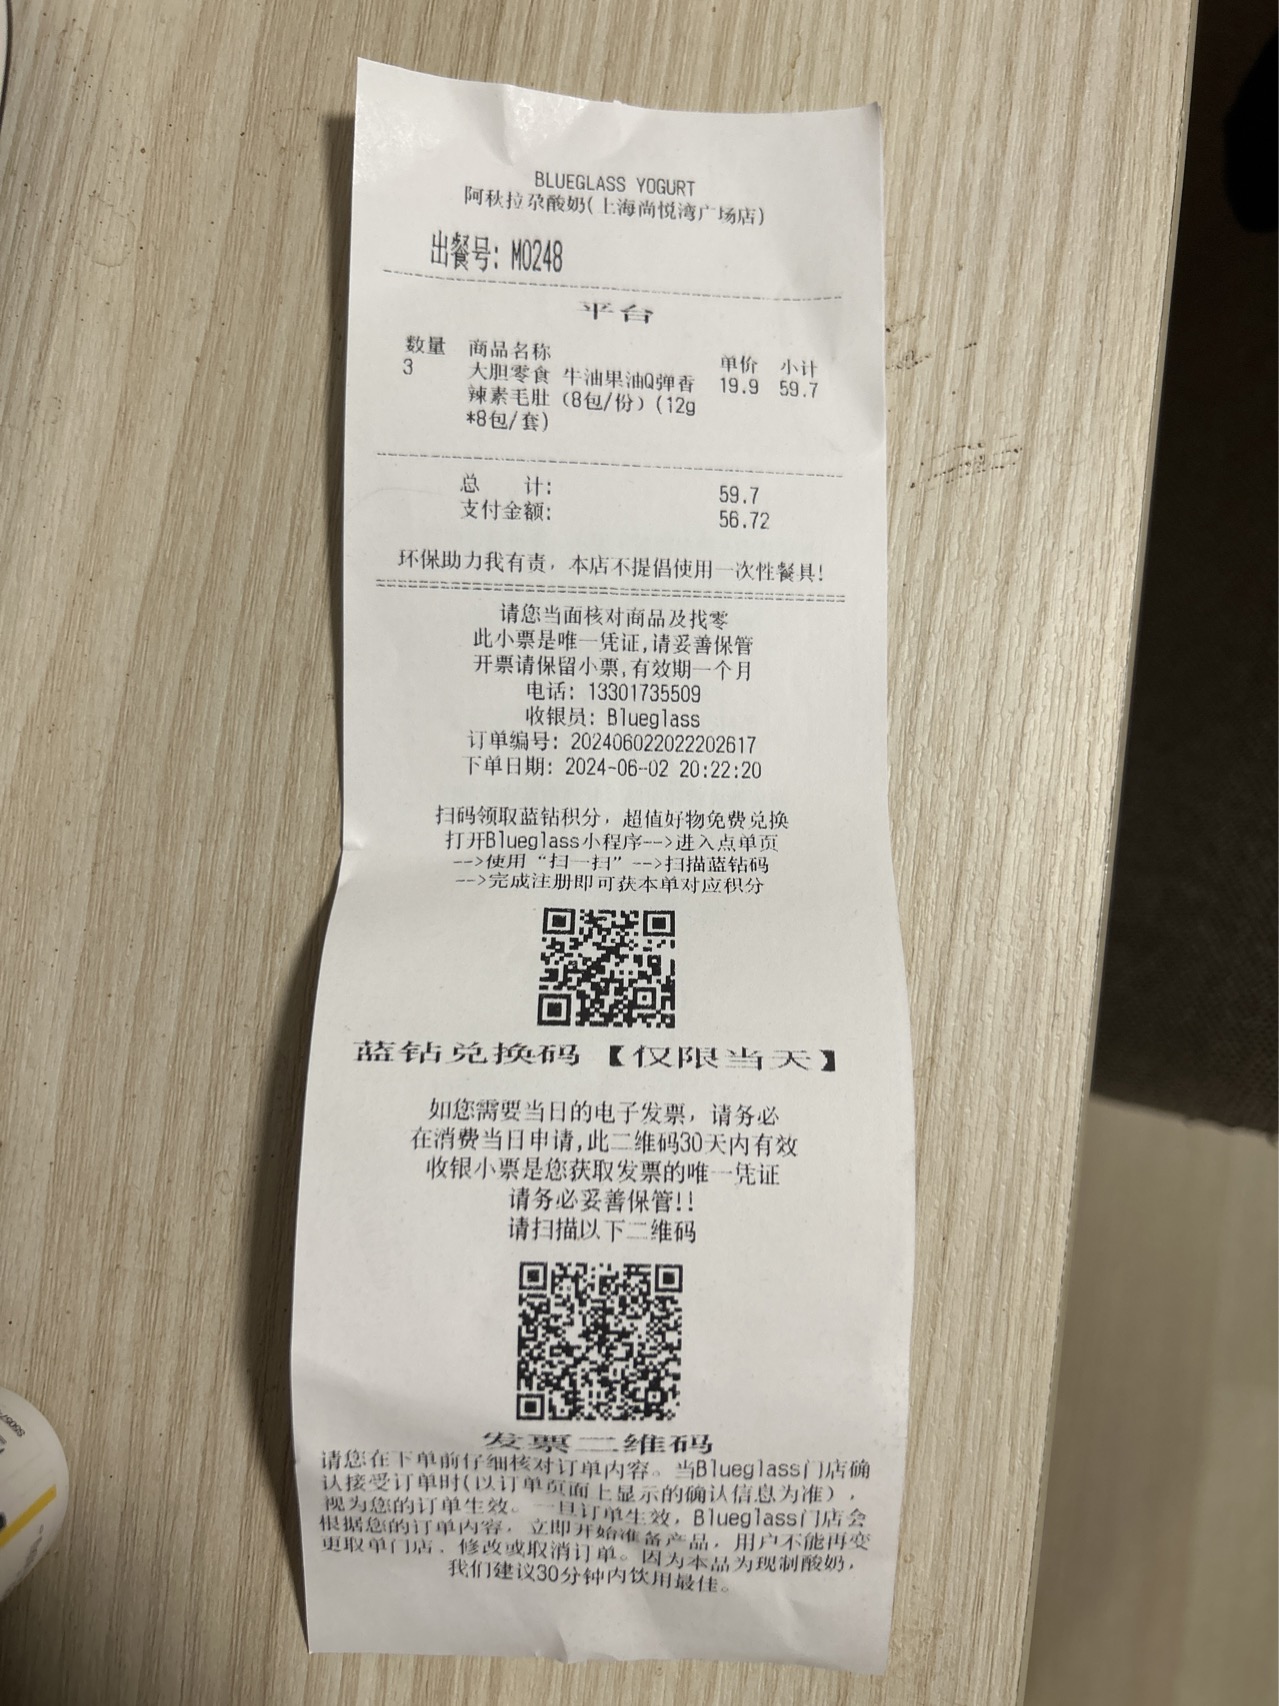 BLUEGLASS YOGURT
阿秋拉尕酸奶(上海尚悦湾广场店)
出餐号: M0248
平台
数量 商品名称 单价 小计
3 大胆零食 牛油果油Q弹香 19.9 59.7
辣素毛肚（8包/份）(12g
*8包/套)
总 计: 59.7
支付金额: 56.72
环保助力我有责，本店不提倡使用一次性餐具!
请您当面核对商品及找零
此小票是唯一凭证,请妥善保管
开票请保留小票,有效期一个月
电话: 13301735509
收银员: Blueglass
订单编号: 202406022022202617
下单日期: 2024-06-02 20:22:20
扫码领取蓝钻积分，超值好物免费兑换
打开Blueglass小程序-->进入点单页
-->使用“扫一扫”-->扫描蓝钻码
-->完成注册即可获本单对应积分
蓝钻兑换码【仅限当天】
如您需要当日的电子发票，请务必
在消费当日申请,此二维码30天内有效
收银小票是您获取发票的唯一凭证
请务必妥善保管!!
请扫描以下二维码
发票二维码
请您在下单前仔细核对订单内容。当Blueglass门店确
认接受订单时(以订单页面上显示的确认信息为准)，
视为您的订单生效。一旦订单生效，Blueglass门店会
根据您的订单内容，立即开始准备产品，用户不能再变
更取单门店、修改或取消订单。因为本品为现制酸奶，
我们建议30分钟内饮用最佳。